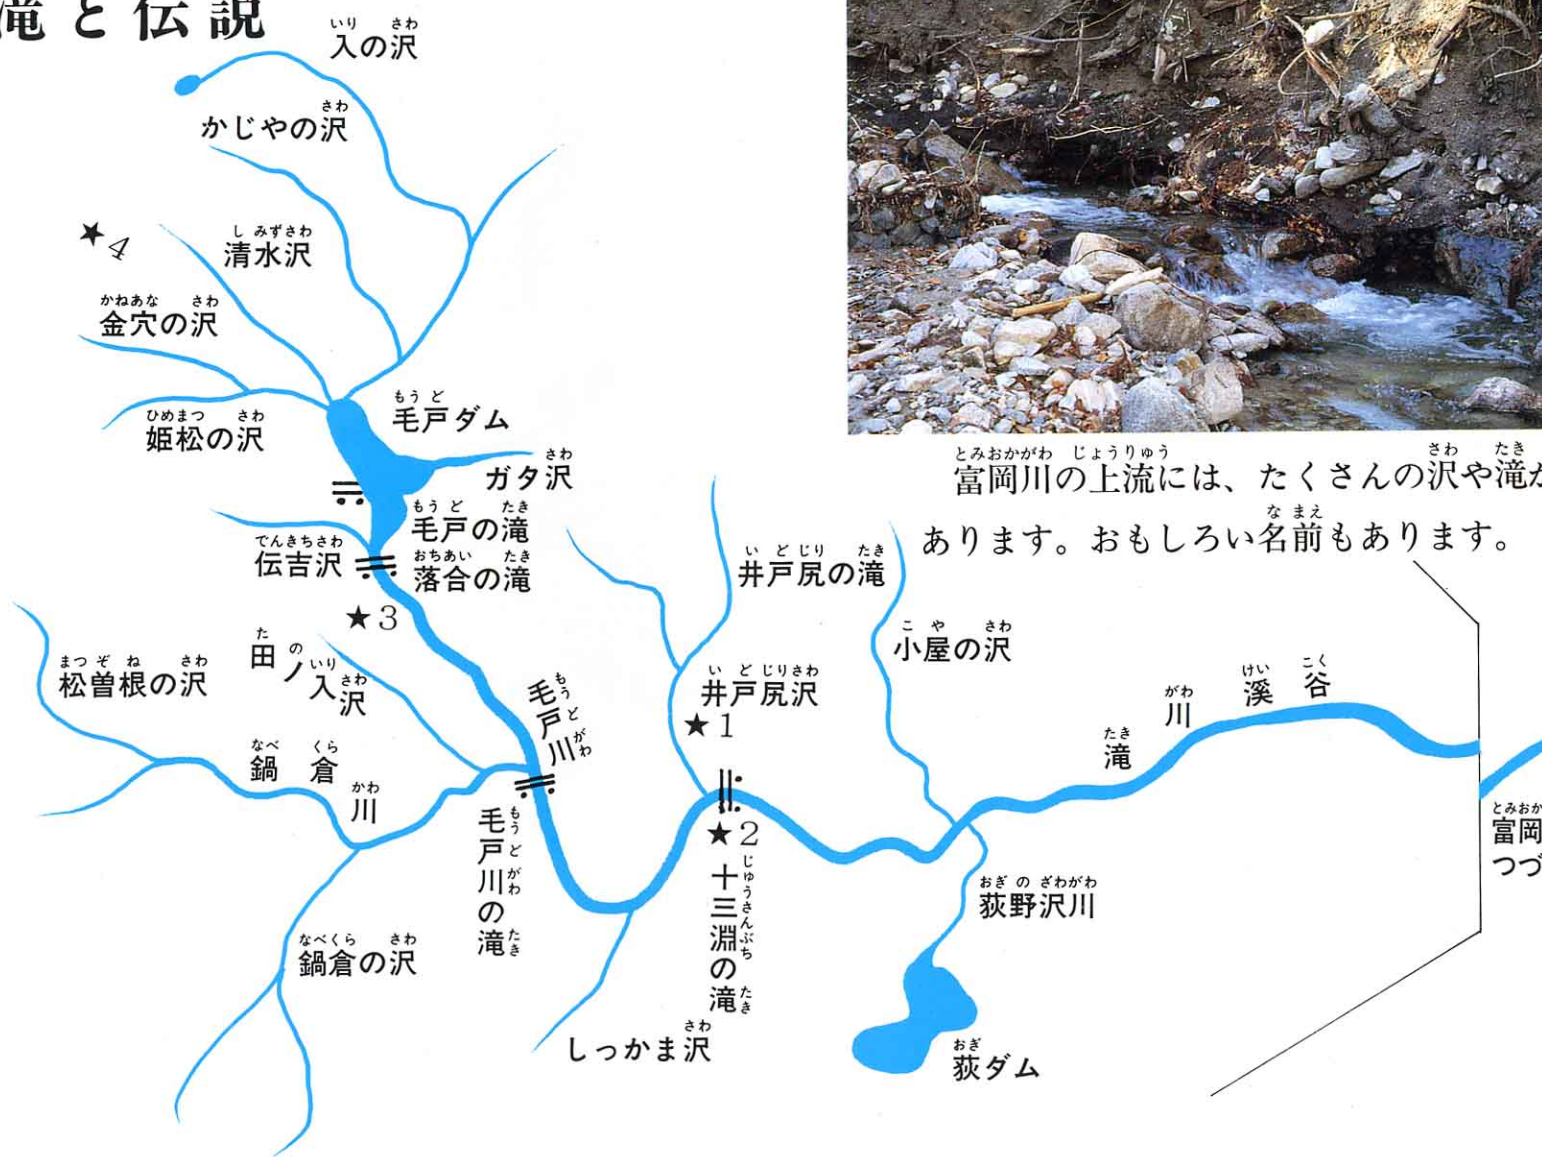 滝と伝説
入の沢
かじやの沢
★4
清水沢
金穴の沢
姫松の沢
毛戸ダム
ガタ沢
毛戸の滝
伝吉沢
落合の滝
★3
松曽根の沢
田ノ入沢
鍋倉川
毛戸川
毛戸川の滝
鍋倉の沢
しっかま沢
井戸尻の滝
井戸尻沢
★1
★2
十三淵の滝
小屋の沢
荻野沢川
荻ダム
滝川溪谷
富岡川の上流には、たくさんの沢や滝が
あります。おもしろい名前もあります。
富岡
つづ